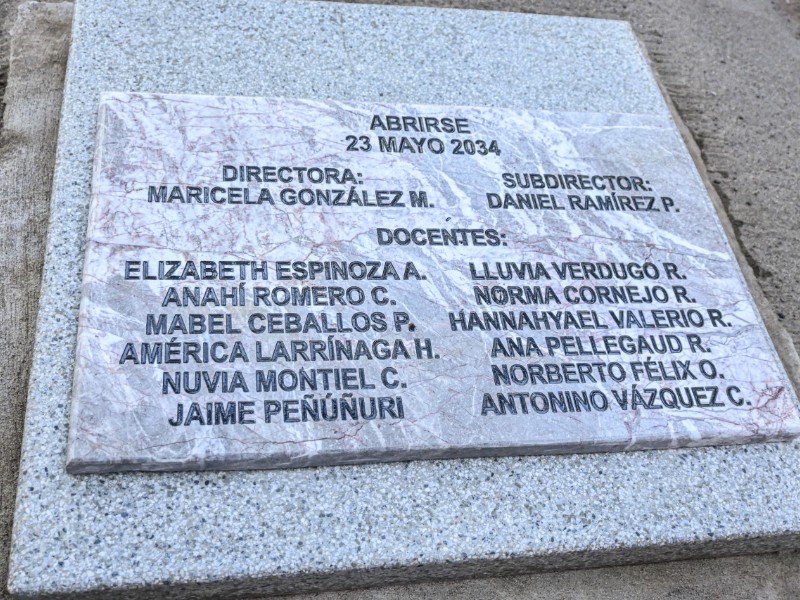 ABRIRSE
23 MAYO 2034
DIRECTORA: SUBDIRECTOR:
MARICELA GONZÁLEZ M. DANIEL RAMÍREZ P.
DOCENTES:
ELIZABETH ESPINOZA A. LLUVIA VERDUGO R.
ANAHÍ ROMERO C. NORMA CORNEJO R.
MABEL CEBALLOS P. HANNAHYAEL VALERIO R.
AMÉRICA LARRÍNAGA H. ANA PELLEGAUD R.
NUVIA MONTIEL C. NORBERTO FÉLIX O.
JAIME PEÑÚÑURI ANTONINO VÁZQUEZ C.